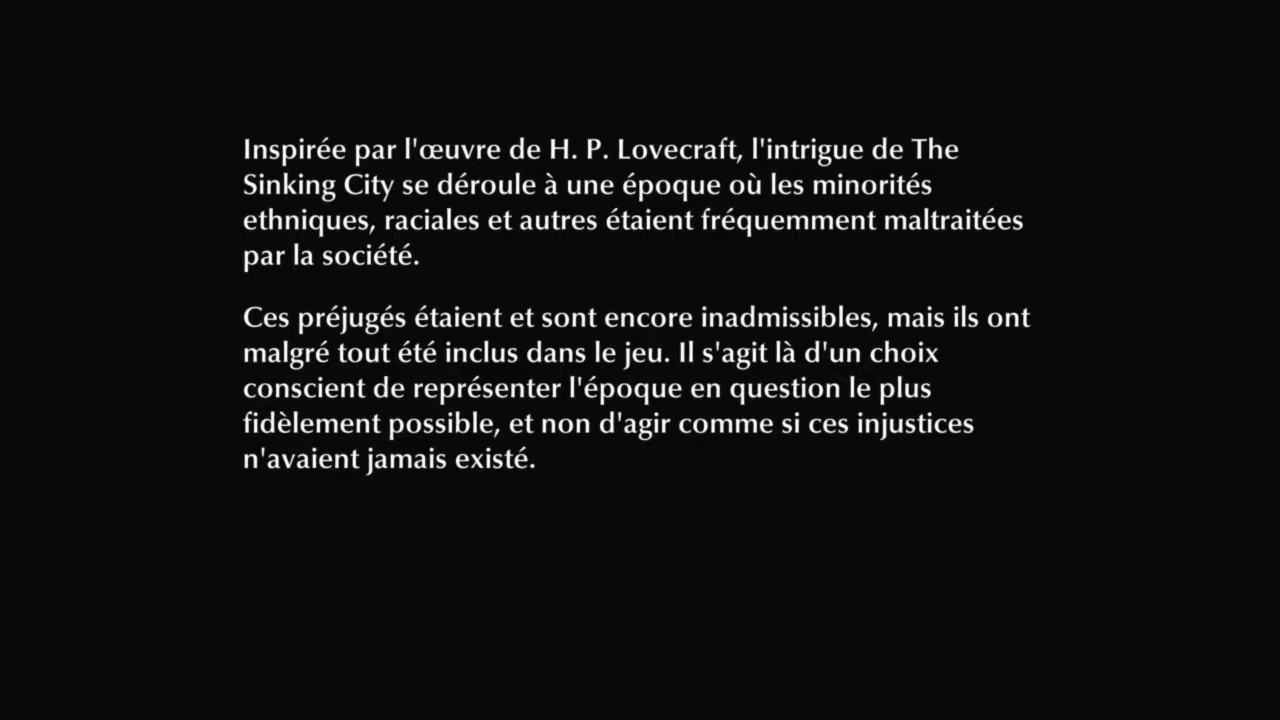 Inspirée par l'œuvre de H. P. Lovecraft, l'intrigue de The
Sinking City se déroule à une époque où les minorités
ethniques, raciales et autres étaient fréquemment maltraitées
par la société.
Ces préjugés étaient et sont encore inadmissibles, mais ils ont
malgré tout été inclus dans le jeu. Il s'agit là d'un choix
conscient de représenter l'époque en question le plus
fidèlement possible, et non d'agir comme si ces injustices
n'avaient jamais existé.